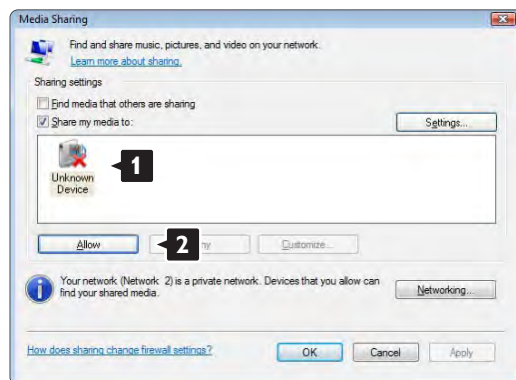 Media Sharing
Find and share music, pictures, and video on your network.
Learn more about sharing.
Sharing settings
Find media that others are sharing
Share my media to:
Settings...
Unknown
Device
1
Allow
2
ny
Customize...
Your network (Network 2) is a private network. Devices that you allow can
find your shared media.
Networking...
How does sharing change firewall settings?
OK
Cancel
Apply